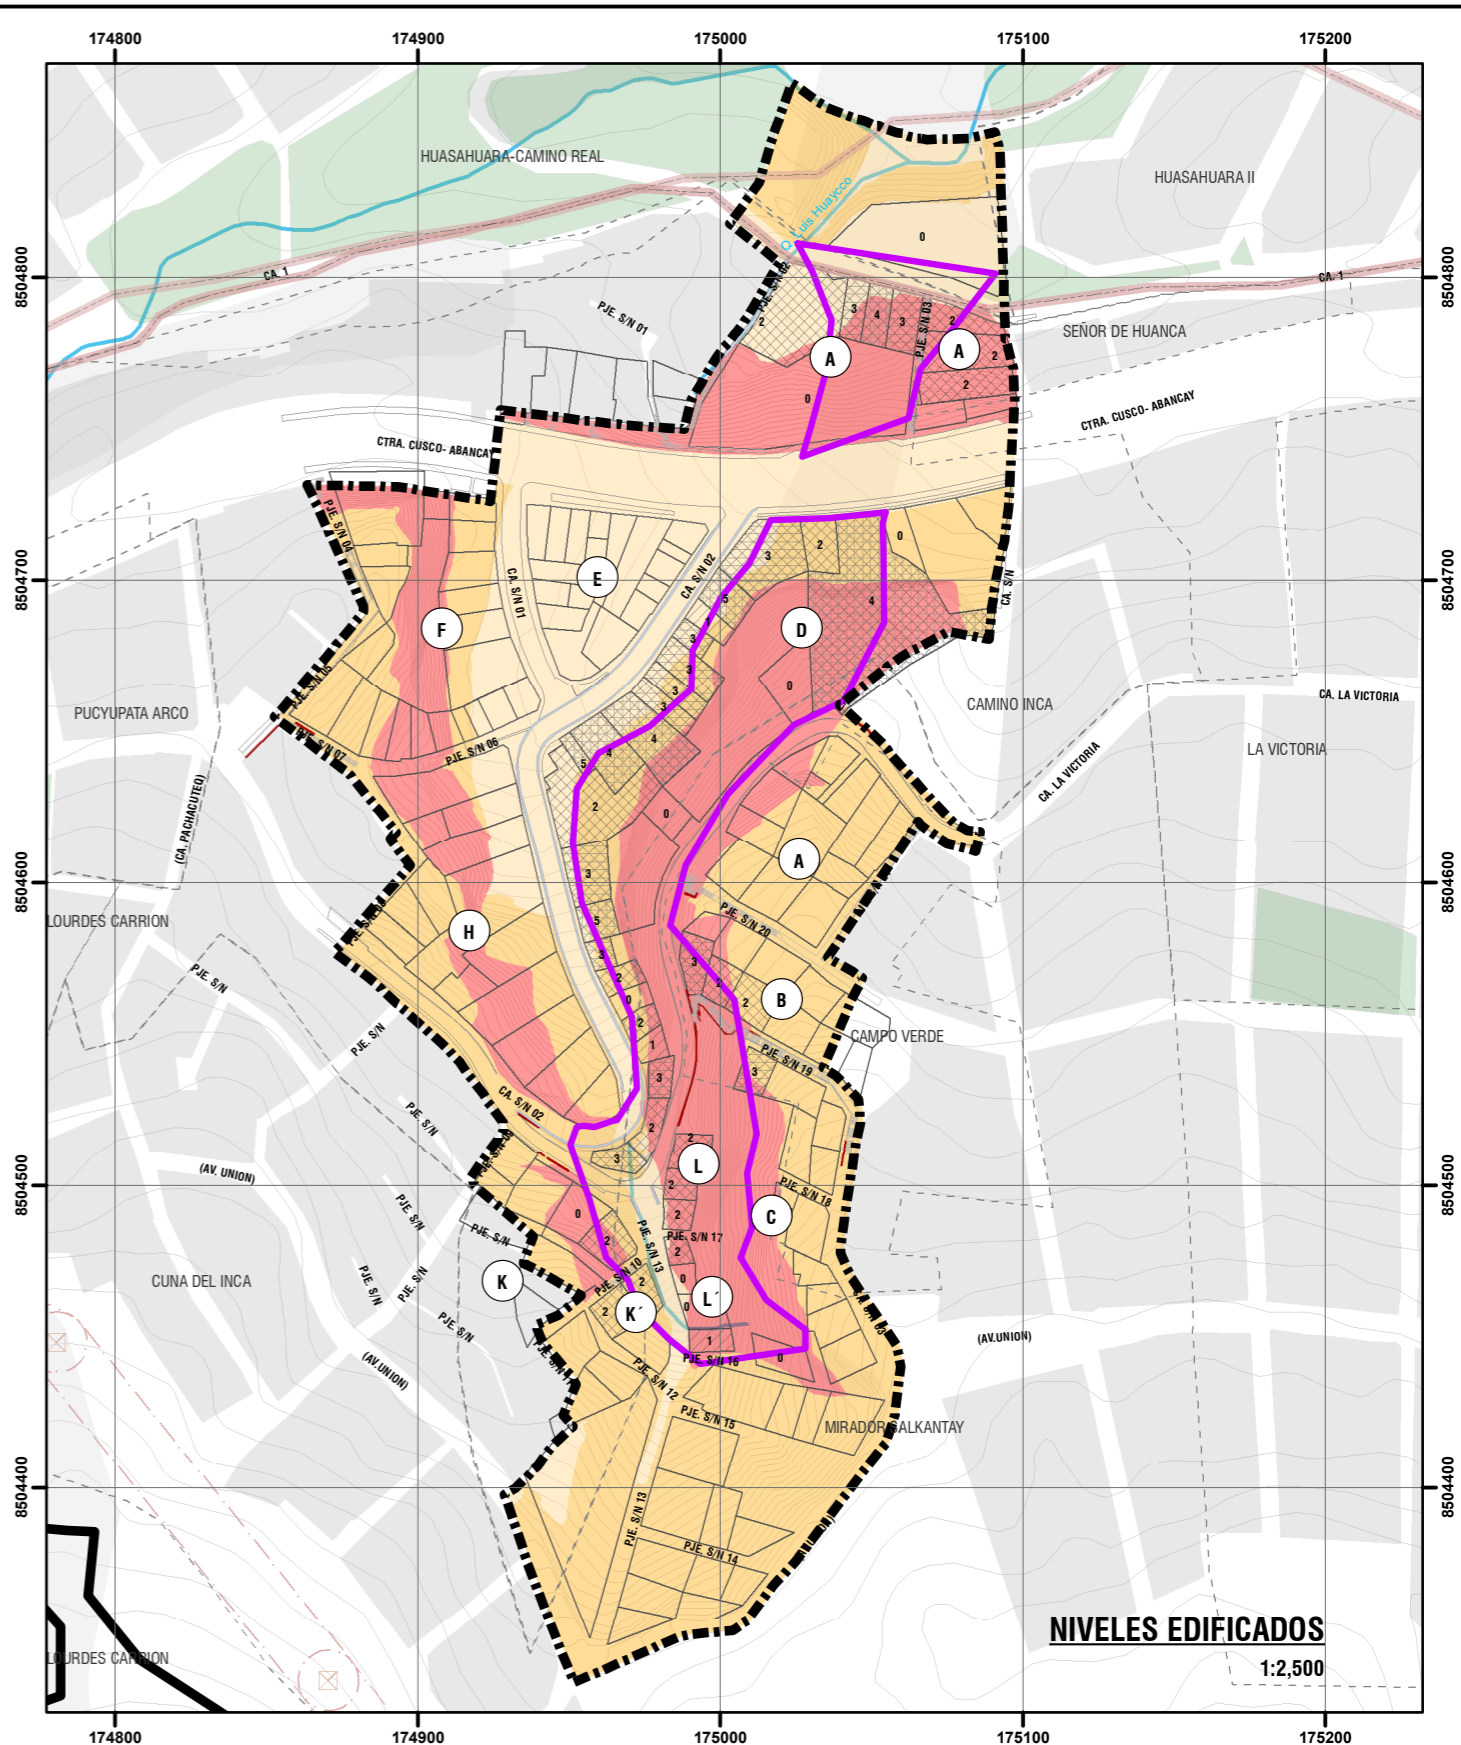 174800
174900
175000
175100
175200
HUASAHUARA-CAMINO REAL
HUASAHUARA II
Q. Luis Huaycco
0
8504800
8504800
CA. 1
CA. 1
PJE. S/N 02
PJE. S/N 01
2
3
4
3
PJE. S/N 03
2
2
2
SEÑOR DE HUANCA
A
A
0
CTRA. CUSCO- ABANCAY
CTRA. CUSCO- ABANCAY
PJE. S/N 04
3
2
0
8504700
8504700
CA. S/N 01
E
CA. S/N 02
CA. S/N
5
4
1
F
3
D
3
3
3
0
PJE. S/N 05
PUCYUPATA ARCO
CAMINO INCA
CA. LA VICTORIA
PJE. S/N 07
PJE. S/N 06
4
4
5
LA VICTORIA
CA. LA VICTORIA
2
0
(CA. PACHACUTEQ)
A
3
8504600
8504600
LOURDES CARRION
PJE. S/N 20
5
H
3
3
PJE. S/N
2
2
0
2
B
2
CAMPO VERDE
PJE. S/N
1
PJE. S/N 19
3
3
CA. S/N 02
PJE. S/N
2
2
3
L
(AV. UNION)
2
PJE. S/N 18
8504500
8504500
PJE. S/N
0
2
C
PJE. S/N
2
PJE. S/N 17
2
PJE. S/N 13
CUNA DEL INCA
K
PJE. S/N
PJE. S/N
PJE. S/N 10
2
0
L´
K´
2
0
PJE. S/N
1
(AV.UNION)
0
PJE. S/N 16
(AV.UNION)
PJE. S/N 12
PJE. S/N 15
MIRADOR SALKANTAY
8504400
8504400
PJE. S/N 13
PJE. S/N 14
NIVELES EDIFICADOS
1:2,500
LOURDES CARRION
174800
174900
175000
175100
175200